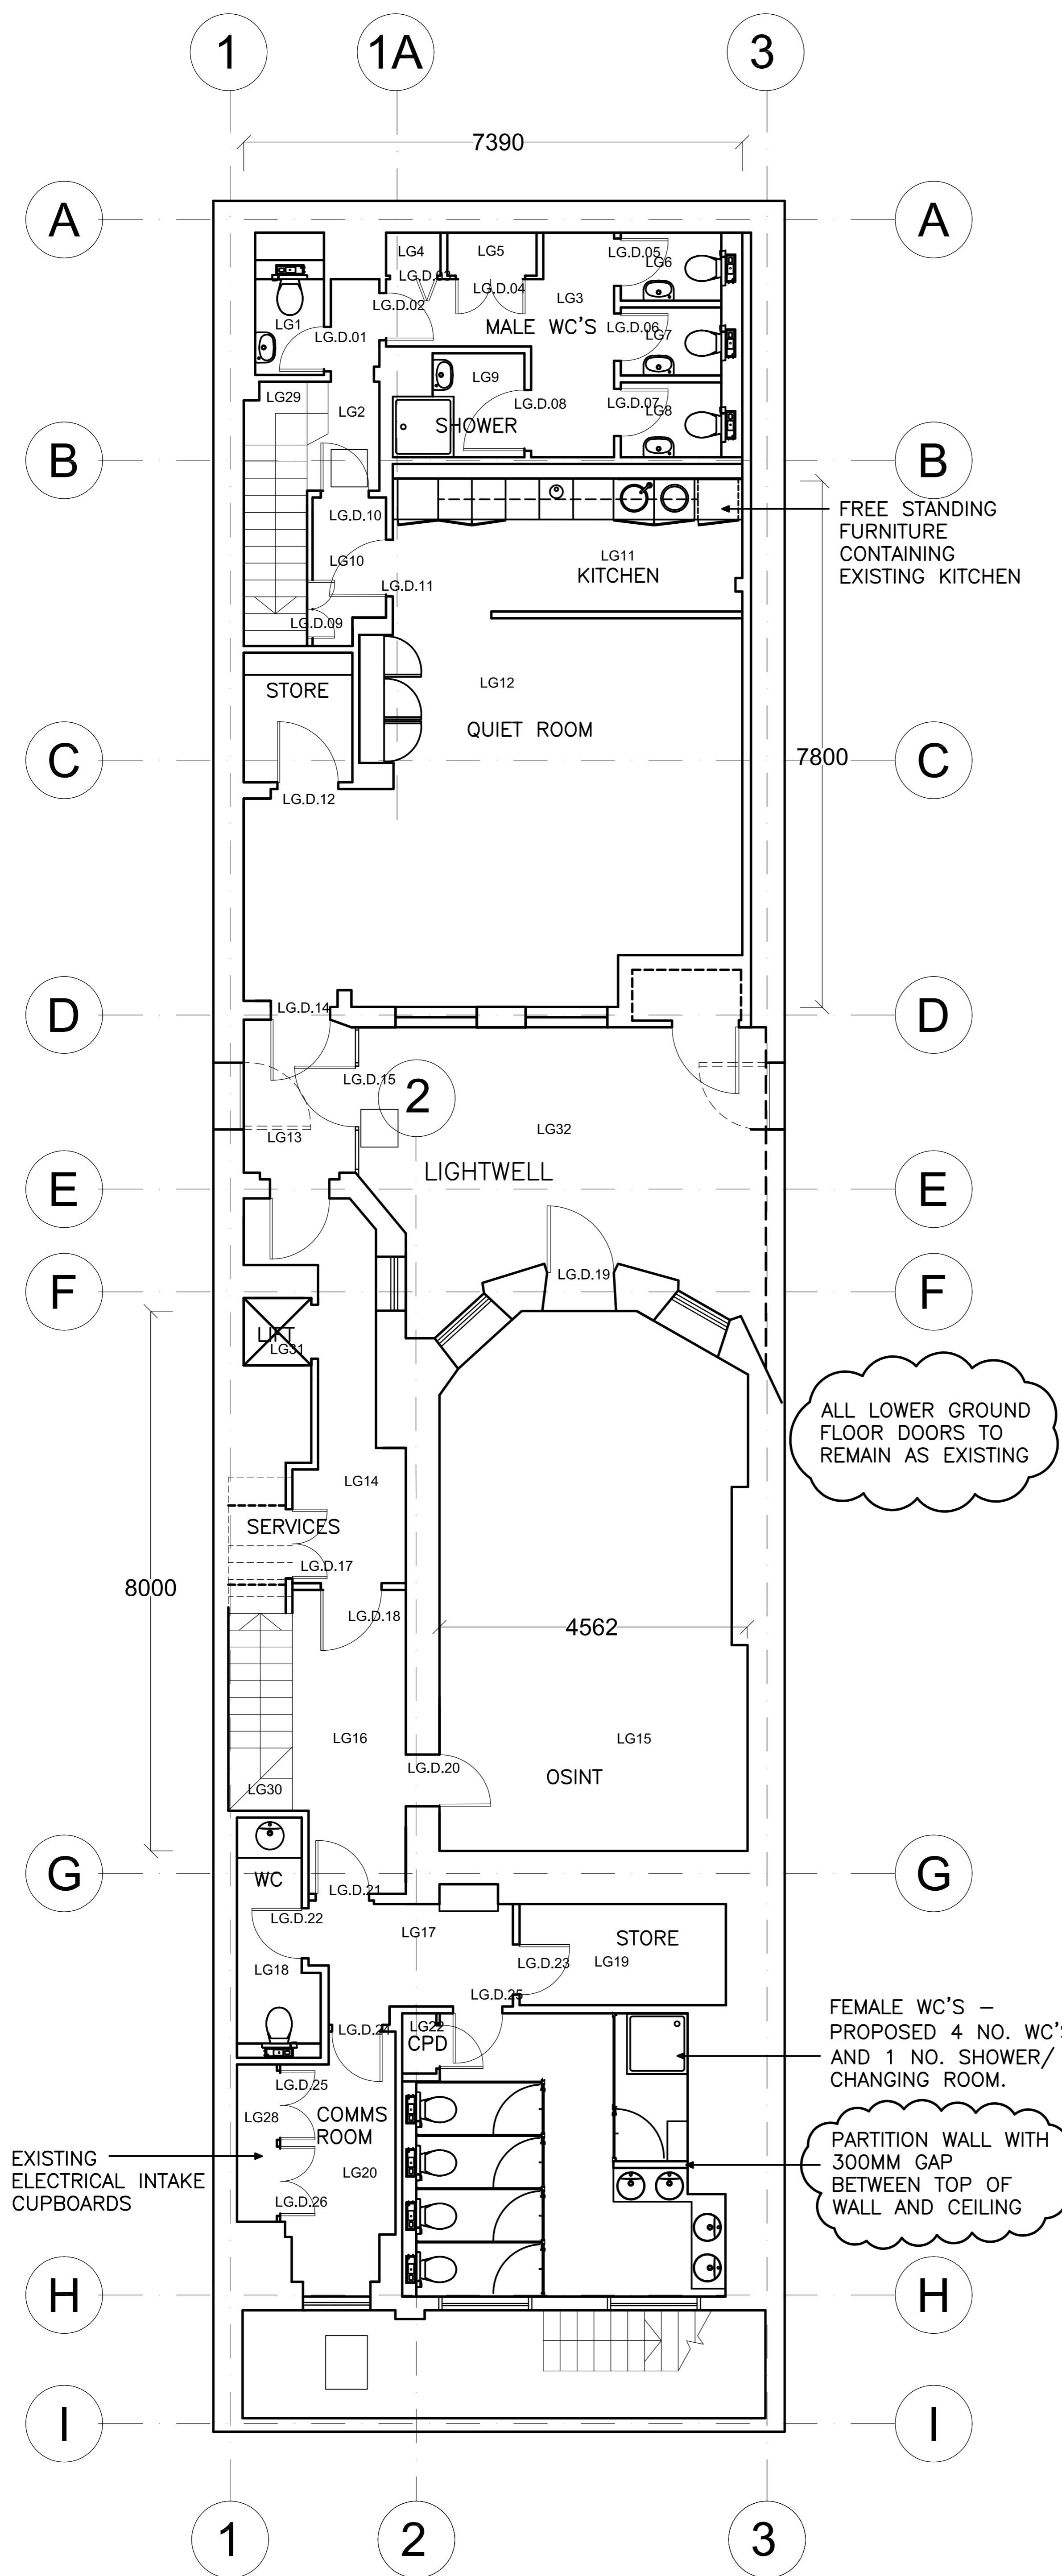 1
1A
3
7390
A
A
LG4
LG5
LG.D.05
LG6
LG.D.03
LG.D.04
LG3
LG.D.02
LG1
LG.D.01
MALE WC'S
LG.D.06
LG7
LG9
LG29
LG2
LG.D.08
LG.D.07
LG8
SHOWER
B
B
LG.D.10
FREE STANDING
FURNITURE
CONTAINING
EXISTING KITCHEN
LG10
LG11
KITCHEN
LG.D.11
LG.D.09
STORE
LG12
QUIET ROOM
C
C
7800
LG.D.12
D
LG.D.14
D
LG.D.15
2
LG13
LG32
LIGHTWELL
E
E
F
LG.D.19
F
LIFT
LG31
ALL LOWER GROUND
FLOOR DOORS TO
REMAIN AS EXISTING
LG14
SERVICES
LG.D.17
8000
LG.D.18
4562
LG16
LG15
LG.D.20
OSINT
LG30
G
WC
G
LG.D.21
LG.D.22
LG17
STORE
LG18
LG.D.23
LG19
LG.D.25
LG.D.24
LG22
CPD
FEMALE WC'S –
PROPOSED 4 NO. WC'S
AND 1 NO. SHOWER/
CHANGING ROOM.
LG.D.25
LG28
COMMS
ROOM
LG20
EXISTING
ELECTRICAL INTAKE
CUPBOARDS
LG.D.26
PARTITION WALL WITH
300MM GAP
BETWEEN TOP OF
WALL AND CEILING
H
H
I
I
1
2
3